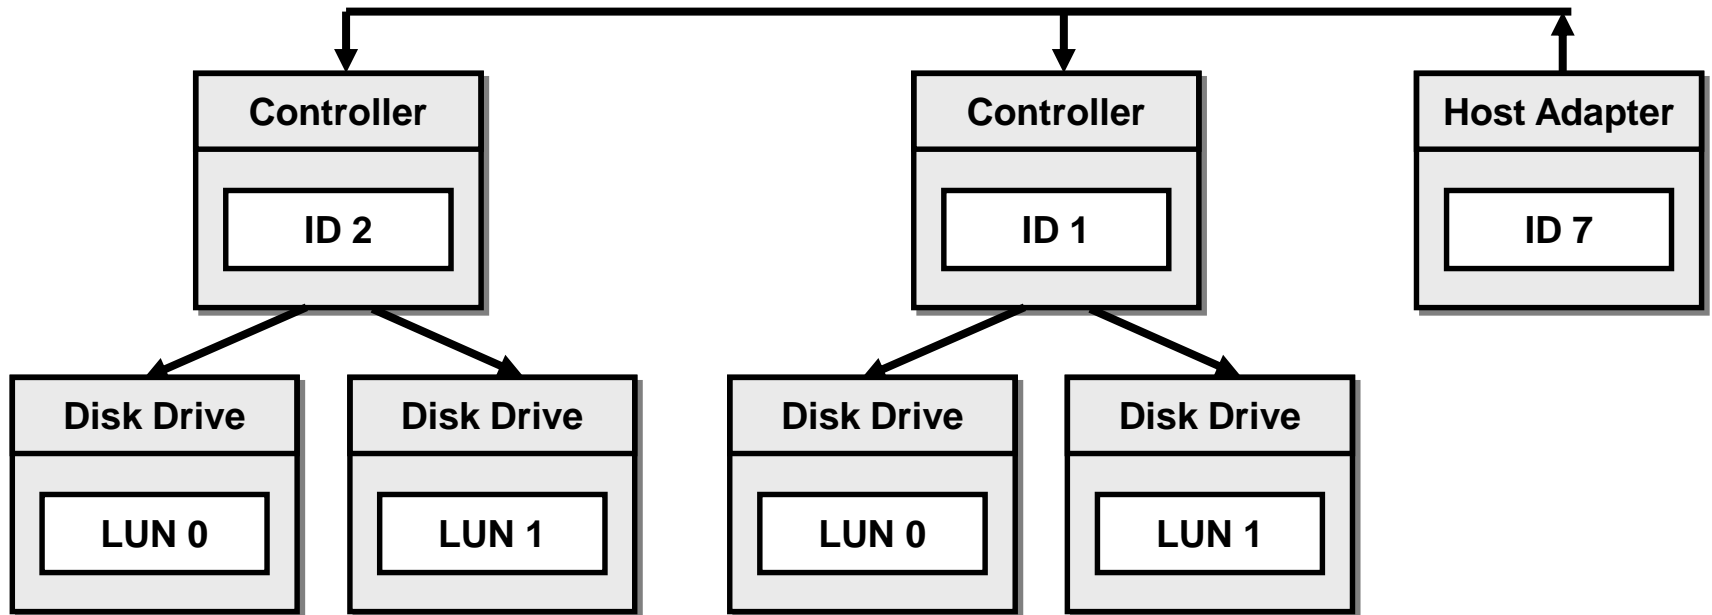 Controller
ID 2
Controller
ID 1
Host Adapter
ID 7
Disk Drive
LUN 0
Disk Drive
LUN 1
Disk Drive
LUN 0
Disk Drive
LUN 1